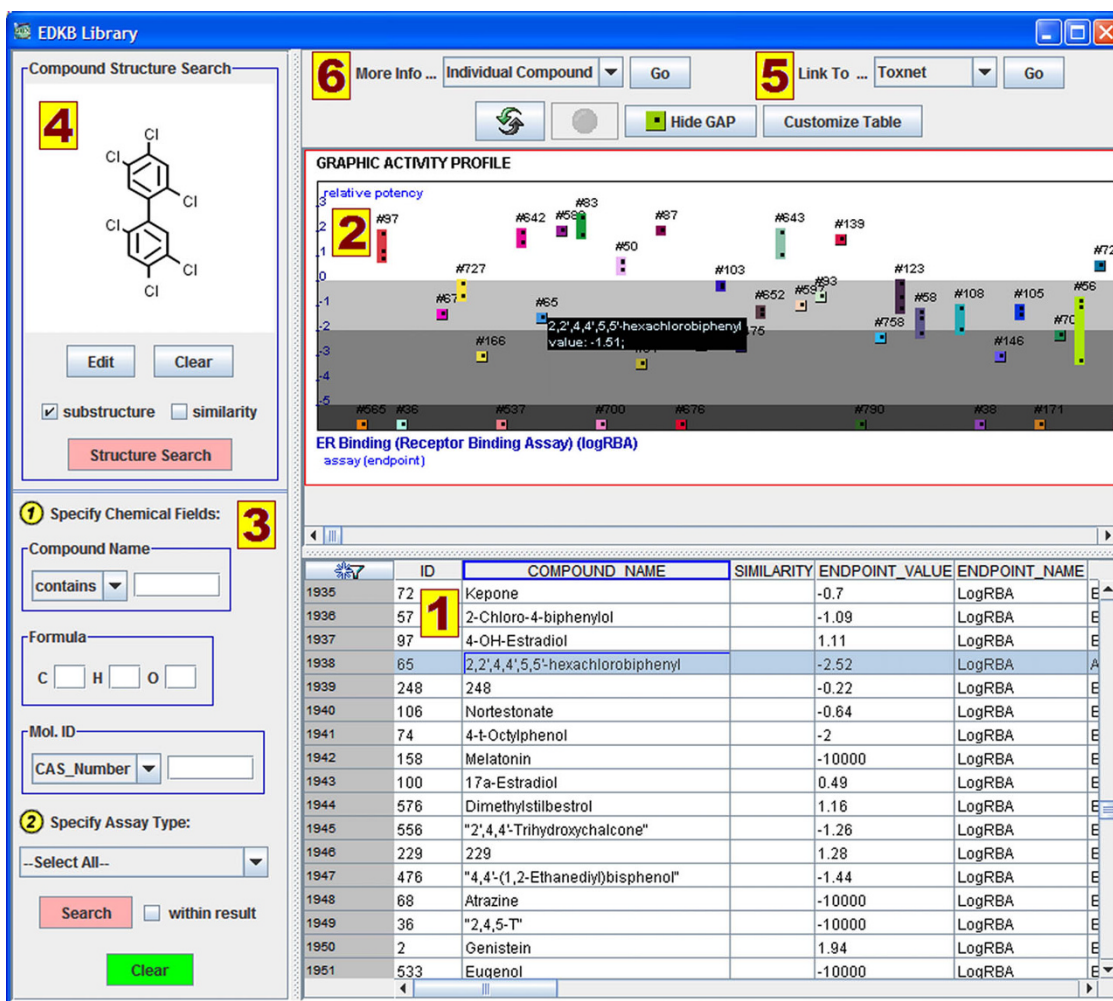 EDKB Library
Compound Structure Search
4
Cl
Cl
Cl
Cl
Cl
Cl
Edit Clear
substructure similarity
Structure Search
1 Specify Chemical Fields:
3
Compound Name
contains
Formula
C H O
Mol. ID
CAS_Number
2 Specify Assay Type:
--Select All--
Search within result
Clear
6 More Info ... Individual Compound Go
5 Link To ... Toxnet Go
Hide GAP Customize Table
GRAPHIC ACTIVITY PROFILE
relative potency
2
3
2
1
0
-1
-2
-3
-4
-5
#97 #642 #83 #87 #643 #139 #72
#50
#727 #103 #123 #56
#67 #65 #652 #93 #58 #108 #105
2,2',4,4',5,5'-hexachlorobiphenyl
value: -1.51;
#166 #758 #146 #70
#565 #36 #537 #700 #676 #790 #38 #171
ER Binding (Receptor Binding Assay) (logRBA)
assay (endpoint)
1
ID COMPOUND_NAME SIMILARITY ENDPOINT_VALUE ENDPOINT_NAME
1935 72 Kepone -0.7 LogRBA E
1936 57 2-Chloro-4-biphenylol -1.09 LogRBA E
1937 97 4-OH-Estradiol 1.11 LogRBA E
1938 65 2,2',4,4',5,5'-hexachlorobiphenyl -2.52 LogRBA A
1939 248 248 -0.22 LogRBA E
1940 106 Nortestonate -0.64 LogRBA E
1941 74 4-t-Octylphenol -2 LogRBA E
1942 158 Melatonin -10000 LogRBA E
1943 100 17a-Estradiol 0.49 LogRBA E
1944 576 Dimethylstilbestrol 1.16 LogRBA E
1945 556 "2',4,4'-Trihydroxychalcone" -1.26 LogRBA E
1946 229 229 1.28 LogRBA E
1947 476 "4,4'-(1,2-Ethanediyl)bisphenol" -1.44 LogRBA E
1948 68 Atrazine -10000 LogRBA E
1949 36 "2,4,5-T" -10000 LogRBA E
1950 2 Genistein 1.94 LogRBA E
1951 533 Eugenol -10000 LogRBA E